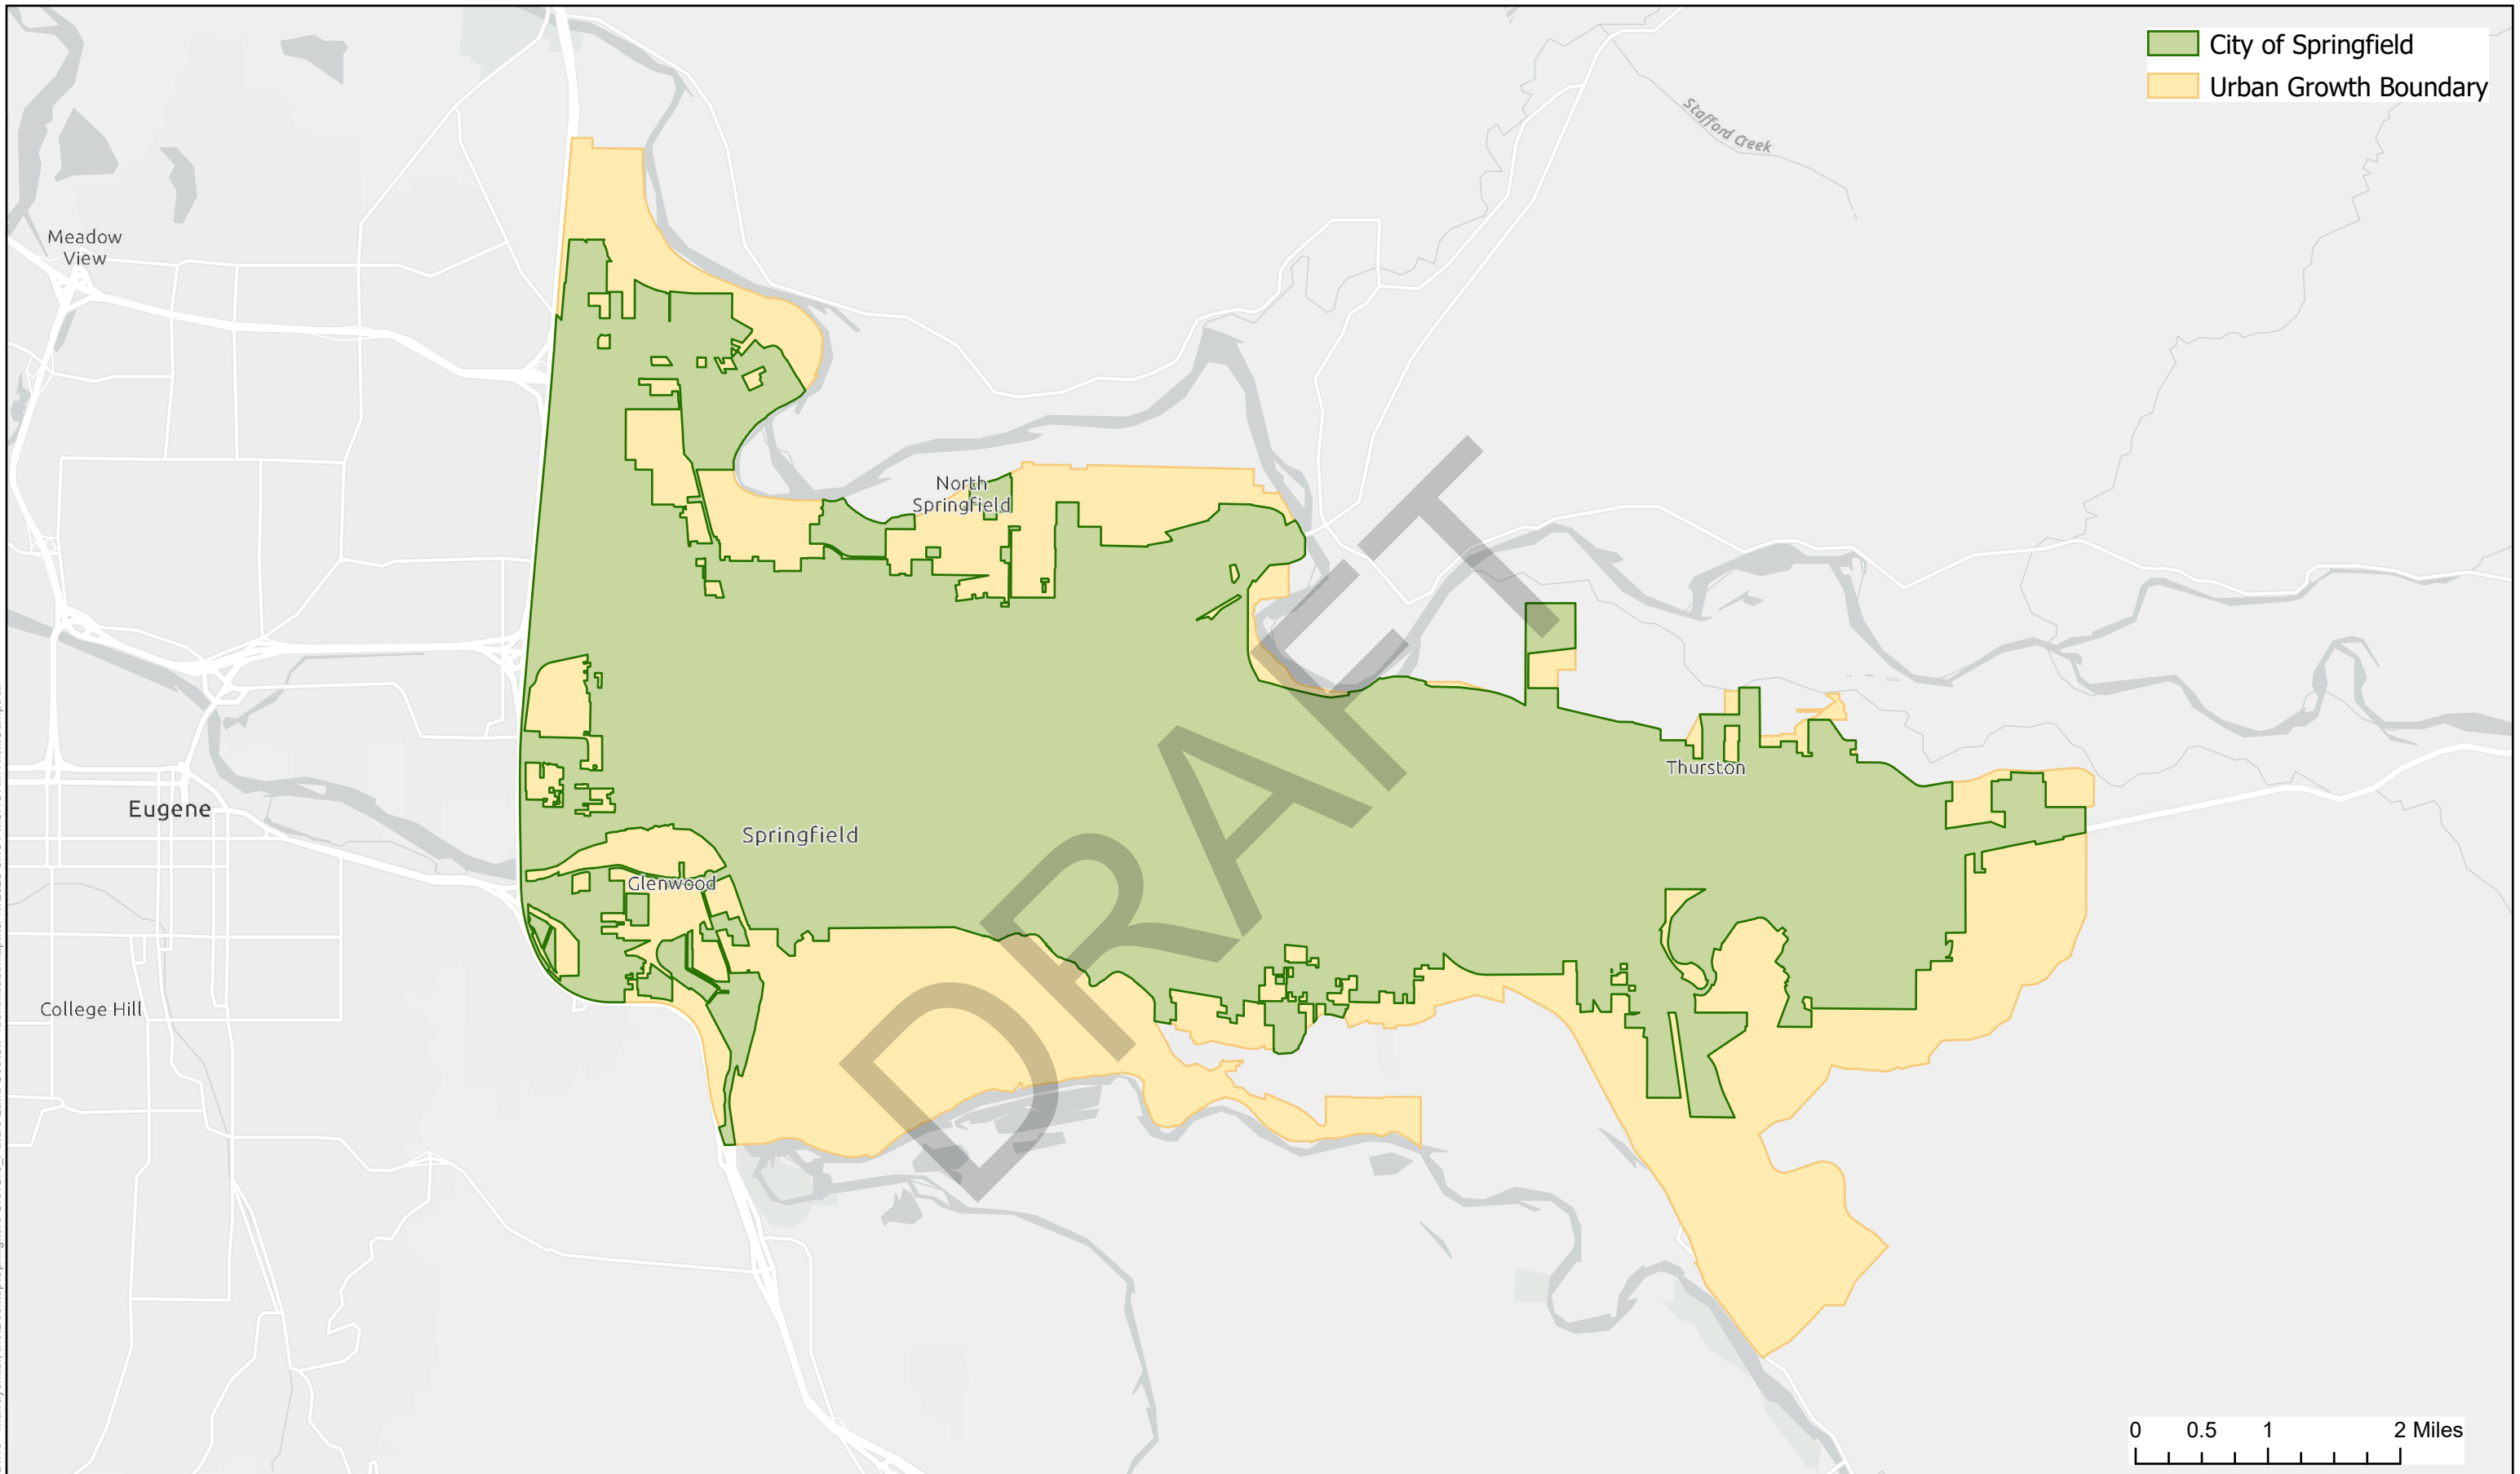 City of Springfield
Urban Growth Boundary
Stafford Creek
Meadow
View
North
Springfield
Thurston
Eugene
Springfield
Glenwood
College Hill
DRAFT
0 0.5 1 2 Miles